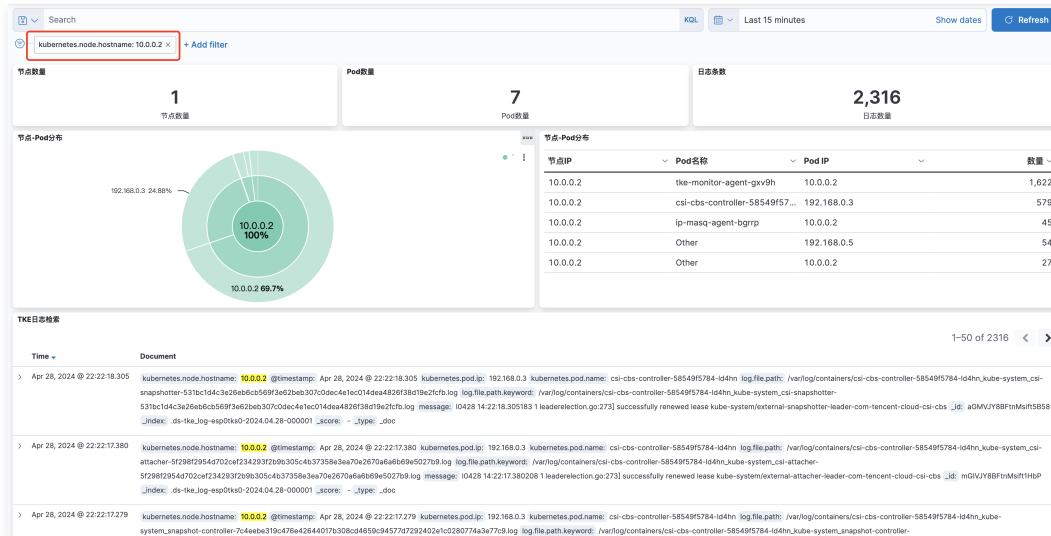 Search KQL Last 15 minutes Show dates Refresh
kubernetes.node.hostname: 10.0.0.2 × + Add filter
节点数量 Pod数量 日志条数
1 7 2,316
节点数量 Pod数量 日志数量
节点-Pod分布
192.168.0.3 24.88%
10.0.0.2
100%
10.0.0.2 69.7%
节点-Pod分布
节点IP Pod名称 Pod IP 数量
10.0.0.2 tke-monitor-agent-gxv9h 10.0.0.2 1,622
10.0.0.2 csi-cbs-controller-58549f57... 192.168.0.3 579
10.0.0.2 ip-masq-agent-bgrrp 10.0.0.2 45
10.0.0.2 Other 192.168.0.5 54
10.0.0.2 Other 10.0.0.2 27
TKE日志检索
1–50 of 2316
Time Document
Apr 28, 2024 @ 22:22:18.305 kubernetes.node.hostname: 10.0.0.2 @timestamp: Apr 28, 2024 @ 22:22:18.305 kubernetes.pod.ip: 192.168.0.3 kubernetes.pod.name: csi-cbs-controller-58549f5784-ld4hn log.file.path: /var/log/containers/csi-cbs-controller-58549f5784-ld4hn_kube-system_csi-
snapshotter-531bc1d4c3e26eb6cb569f3e62beb307c0dec4e1ec014dea4826f38d19e2fcfb.log log.file.path.keyword: /var/log/containers/csi-cbs-controller-58549f5784-ld4hn_kube-system_csi-snapshotter-
531bc1d4c3e26eb6cb569f3e62beb307c0dec4e1ec014dea4826f38d19e2fcfb.log message: I0428 14:22:18.305183 1 leaderelection.go:273] successfully renewed lease kube-system/external-snapshotter-leader-com-tencent-cloud-csi-cbs _id: aGMVJY8BFtnMsift5B58
_index: .ds-tke_log-esp0tks0-2024.04.28-000001 _score: - _type: _doc
Apr 28, 2024 @ 22:22:17.380 kubernetes.node.hostname: 10.0.0.2 @timestamp: Apr 28, 2024 @ 22:22:17.380 kubernetes.pod.ip: 192.168.0.3 kubernetes.pod.name: csi-cbs-controller-58549f5784-ld4hn log.file.path: /var/log/containers/csi-cbs-controller-58549f5784-ld4hn_kube-system_csi-
attacher-5f298f2954d702cef234293f2b9b305c4b37358e3ea70e2670a6a6b69e5027b9.log log.file.path.keyword: /var/log/containers/csi-cbs-controller-58549f5784-ld4hn_kube-system_csi-attacher-
5f298f2954d702cef234293f2b9b305c4b37358e3ea70e2670a6a6b69e5027b9.log message: I0428 14:22:17.380208 1 leaderelection.go:273] successfully renewed lease kube-system/external-attacher-leader-com-tencent-cloud-csi-cbs _id: mGIVJY8BFtnMsift1HbP
_index: .ds-tke_log-esp0tks0-2024.04.28-000001 _score: - _type: _doc
Apr 28, 2024 @ 22:22:17.279 kubernetes.node.hostname: 10.0.0.2 @timestamp: Apr 28, 2024 @ 22:22:17.279 kubernetes.pod.ip: 192.168.0.3 kubernetes.pod.name: csi-cbs-controller-58549f5784-ld4hn log.file.path: /var/log/containers/csi-cbs-controller-58549f5784-ld4hn_kube-
system_snapshot-controller-7c4eebe319c476e42644017b308cd4659c94577d7292402e1c0280774a3e77c9.log log.file.path.keyword: /var/log/containers/csi-cbs-controller-58549f5784-ld4hn_kube-system_snapshot-controller-